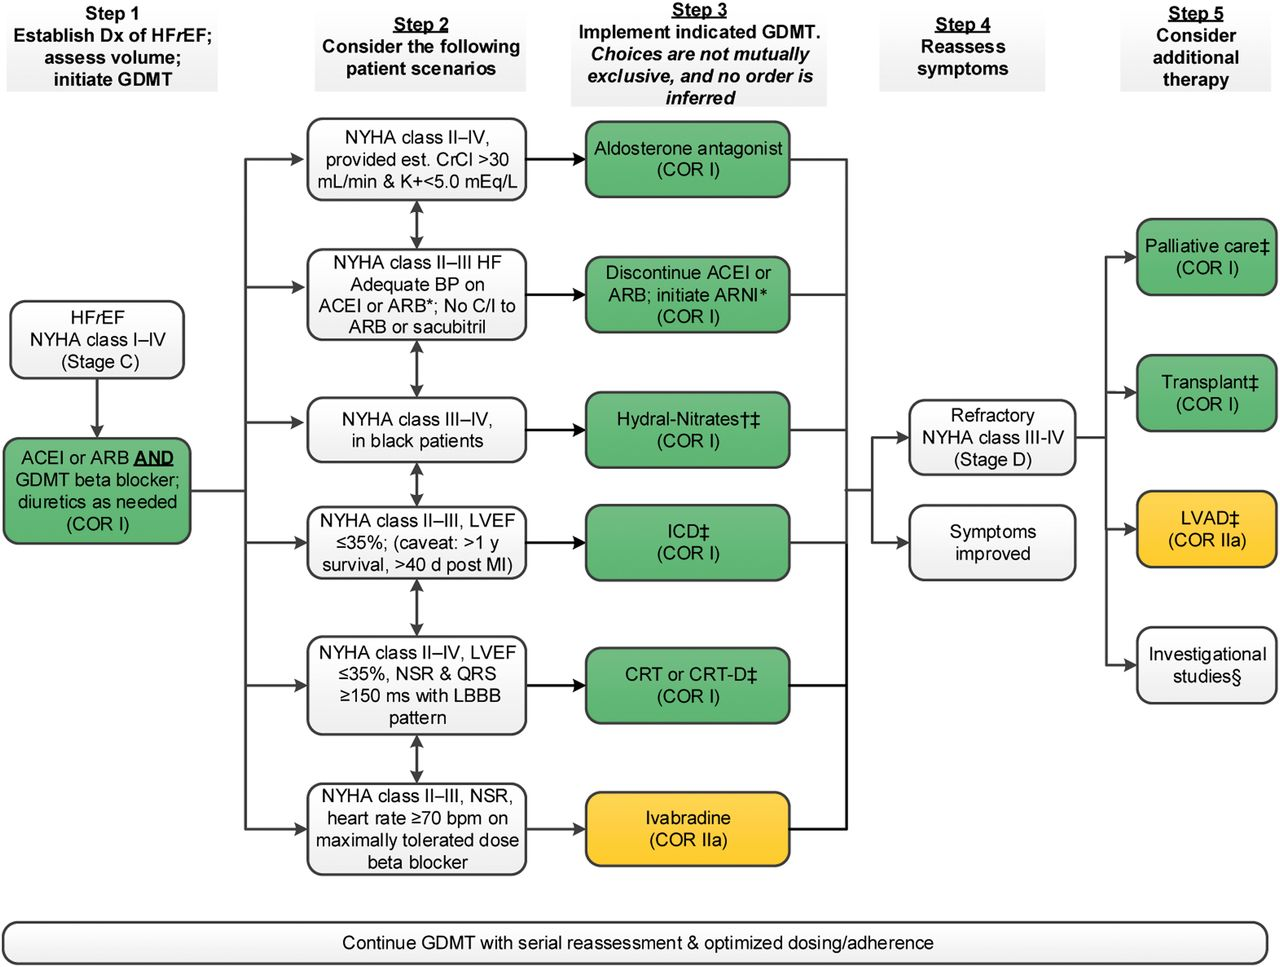 Step 1
Establish Dx of HFrEF;
assess volume;
initiate GDMT
Step 2
Consider the following
patient scenarios
Step 3
Implement indicated GDMT.
Choices are not mutually
exclusive, and no order is
inferred
Step 4
Reassess
symptoms
Step 5
Consider
additional
therapy
HFrEF
NYHA class I–IV
(Stage C)
ACEI or ARB AND
GDMT beta blocker;
diuretics as needed
(COR I)
NYHA class II–IV,
provided est. CrCl >30
mL/min & K+<5.0 mEq/L
NYHA class II–III HF
Adequate BP on
ACEI or ARB*; No C/I to
ARB or sacubitril
NYHA class III–IV,
in black patients
NYHA class II–III, LVEF
≤35%; (caveat: >1 y
survival, >40 d post MI)
NYHA class II–IV, LVEF
≤35%, NSR & QRS
≥150 ms with LBBB
pattern
NYHA class II–III, NSR,
heart rate ≥70 bpm on
maximally tolerated dose
beta blocker
Aldosterone antagonist
(COR I)
Discontinue ACEI or
ARB; initiate ARNI*
(COR I)
Hydral-Nitrates†‡
(COR I)
ICD‡
(COR I)
CRT or CRT-D‡
(COR I)
Ivabradine
(COR IIa)
Refractory
NYHA class III-IV
(Stage D)
Symptoms
improved
Palliative care‡
(COR I)
Transplant‡
(COR I)
LVAD‡
(COR IIa)
Investigational
studies§
Continue GDMT with serial reassessment & optimized dosing/adherence